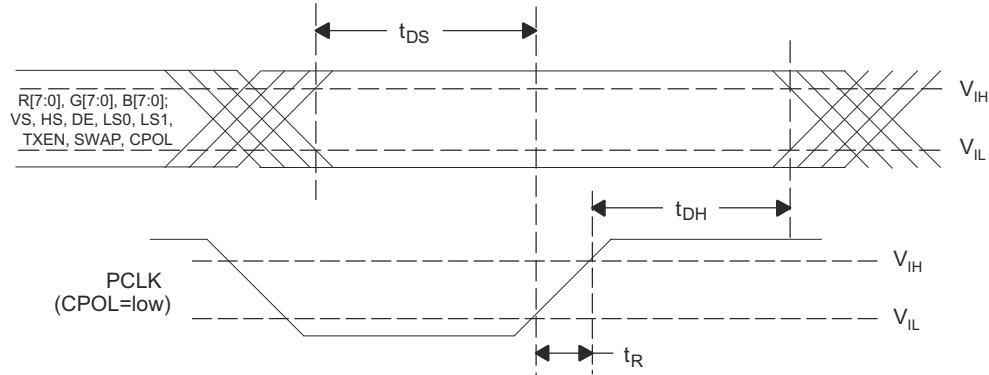 tDS
R[7:0], G[7:0], B[7:0];
VS, HS, DE, LS0, LS1,
TXEN, SWAP, CPOL
VIH
VIL
tDH
PCLK
(CPOL=low)
VIH
VIL
tR